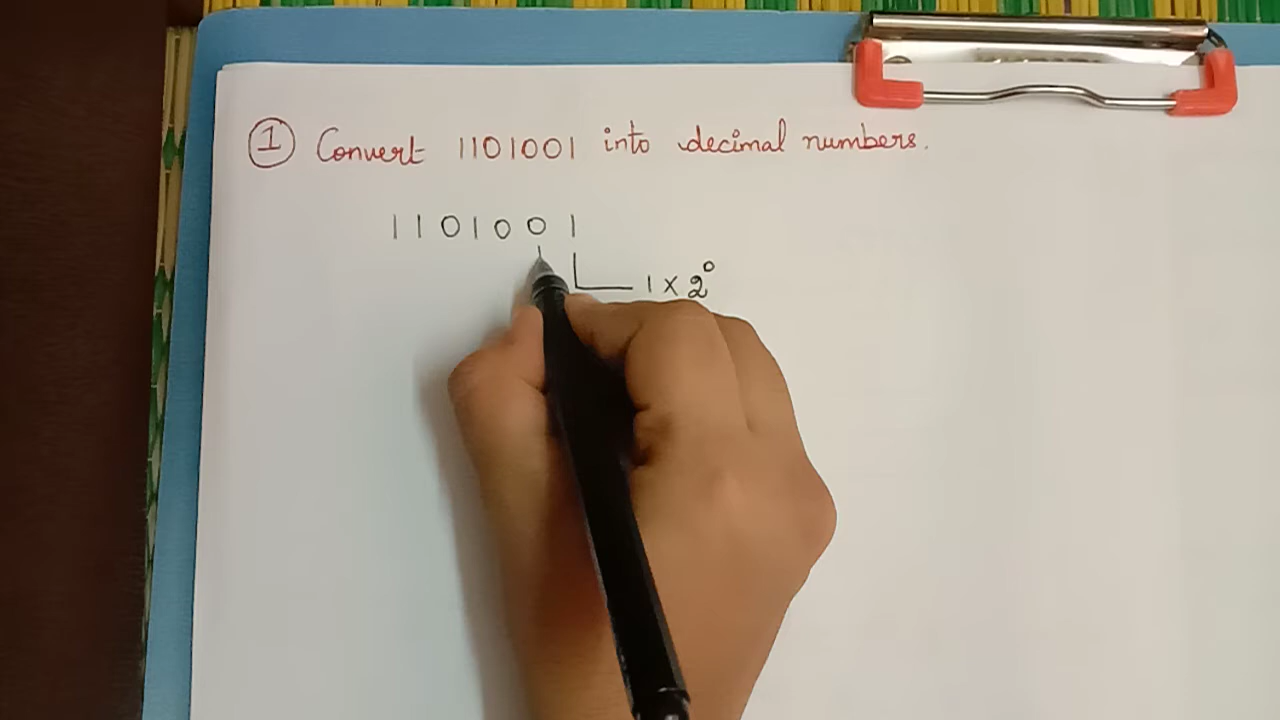 ① Convert 1101001 into decimal numbers.
1101001
1 × 2⁰